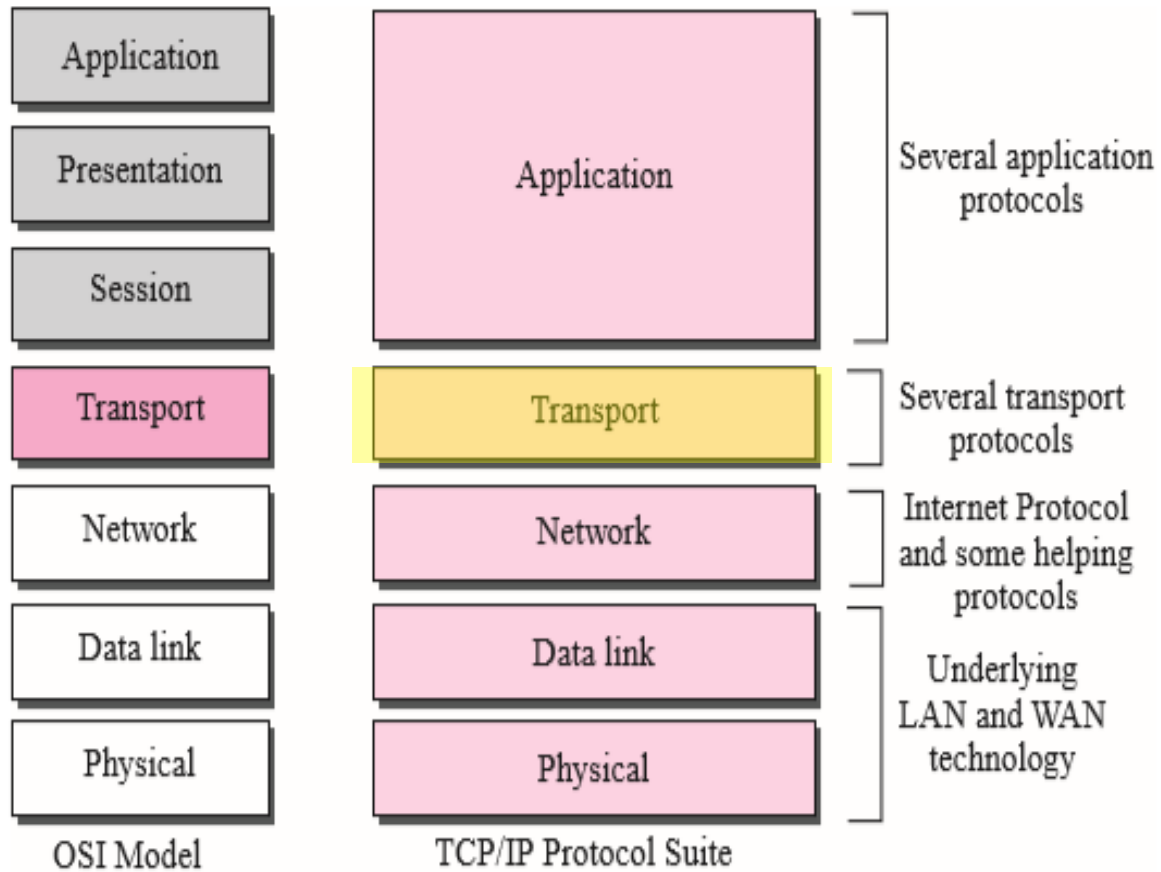 Application
Presentation
Session
Transport
Network
Data link
Physical
OSI Model
Application
Transport
Network
Data link
Physical
TCP/IP Protocol Suite
Several application
protocols
Several transport
protocols
Internet Protocol
and some helping
protocols
Underlying
LAN and WAN
technology